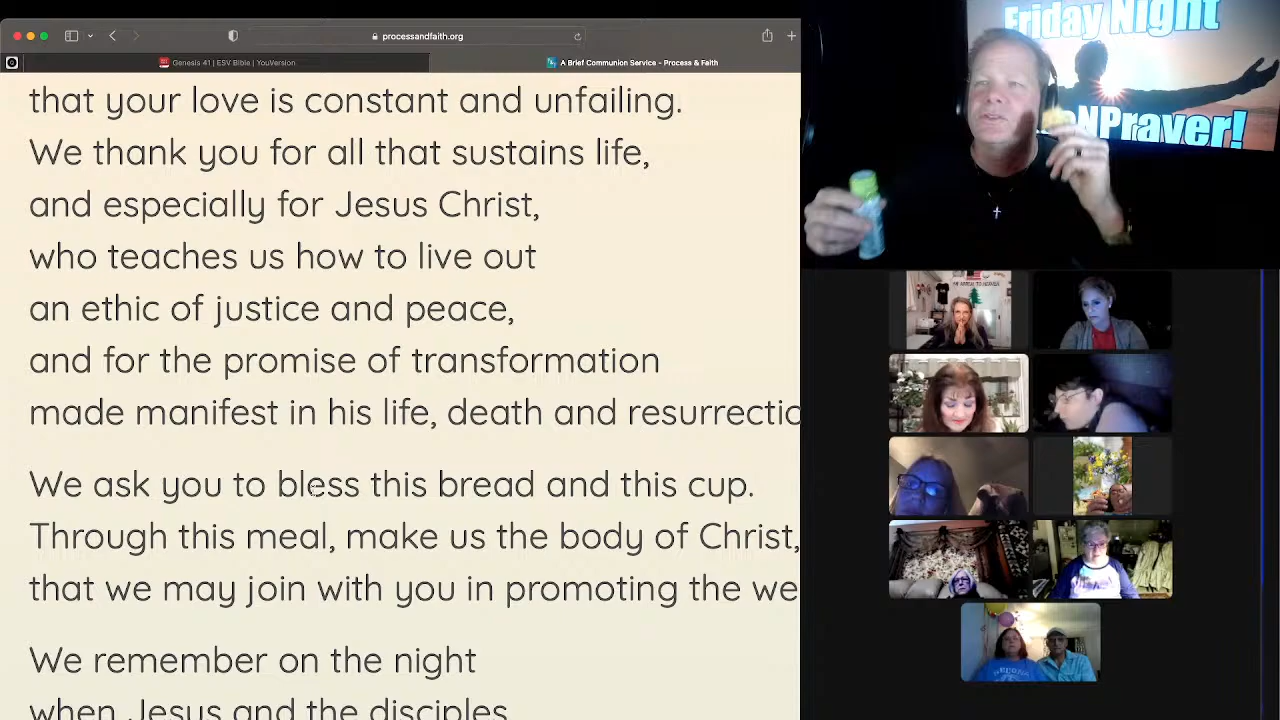 processandfaith.org
Genesis 41 | ESV Bible | YouVersion
A Brief Communion Service - Process & Faith
that your love is constant and unfailing.
We thank you for all that sustains life,
and especially for Jesus Christ,
who teaches us how to live out
an ethic of justice and peace,
and for the promise of transformation
made manifest in his life, death and resurrectio
We ask you to bless this bread and this cup.
Through this meal, make us the body of Christ,
that we may join with you in promoting the we
We remember on the night
when Jesus and the disciples
Friday Night
NPrayer!